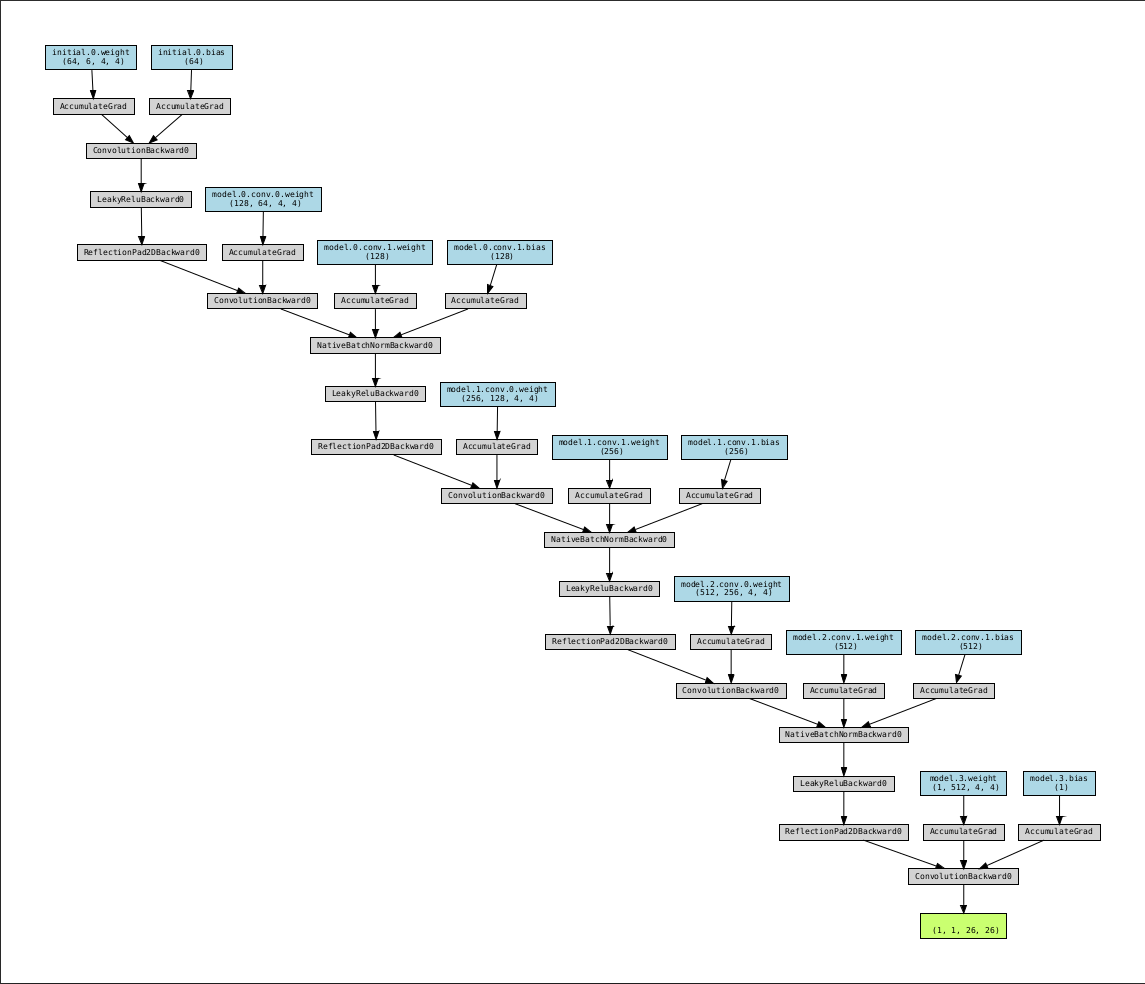 initial.0.weight
(64, 6, 4, 4)
initial.0.bias
(64)
AccumulateGrad
AccumulateGrad
ConvolutionBackward0
LeakyReluBackward0
model.0.conv.0.weight
(128, 64, 4, 4)
ReflectionPad2DBackward0
AccumulateGrad
model.0.conv.1.weight
(128)
model.0.conv.1.bias
(128)
ConvolutionBackward0
AccumulateGrad
AccumulateGrad
NativeBatchNormBackward0
LeakyReluBackward0
model.1.conv.0.weight
(256, 128, 4, 4)
ReflectionPad2DBackward0
AccumulateGrad
model.1.conv.1.weight
(256)
model.1.conv.1.bias
(256)
ConvolutionBackward0
AccumulateGrad
AccumulateGrad
NativeBatchNormBackward0
LeakyReluBackward0
model.2.conv.0.weight
(512, 256, 4, 4)
ReflectionPad2DBackward0
AccumulateGrad
model.2.conv.1.weight
(512)
model.2.conv.1.bias
(512)
ConvolutionBackward0
AccumulateGrad
AccumulateGrad
NativeBatchNormBackward0
LeakyReluBackward0
model.3.weight
(1, 512, 4, 4)
model.3.bias
(1)
ReflectionPad2DBackward0
AccumulateGrad
AccumulateGrad
ConvolutionBackward0
(1, 1, 26, 26)